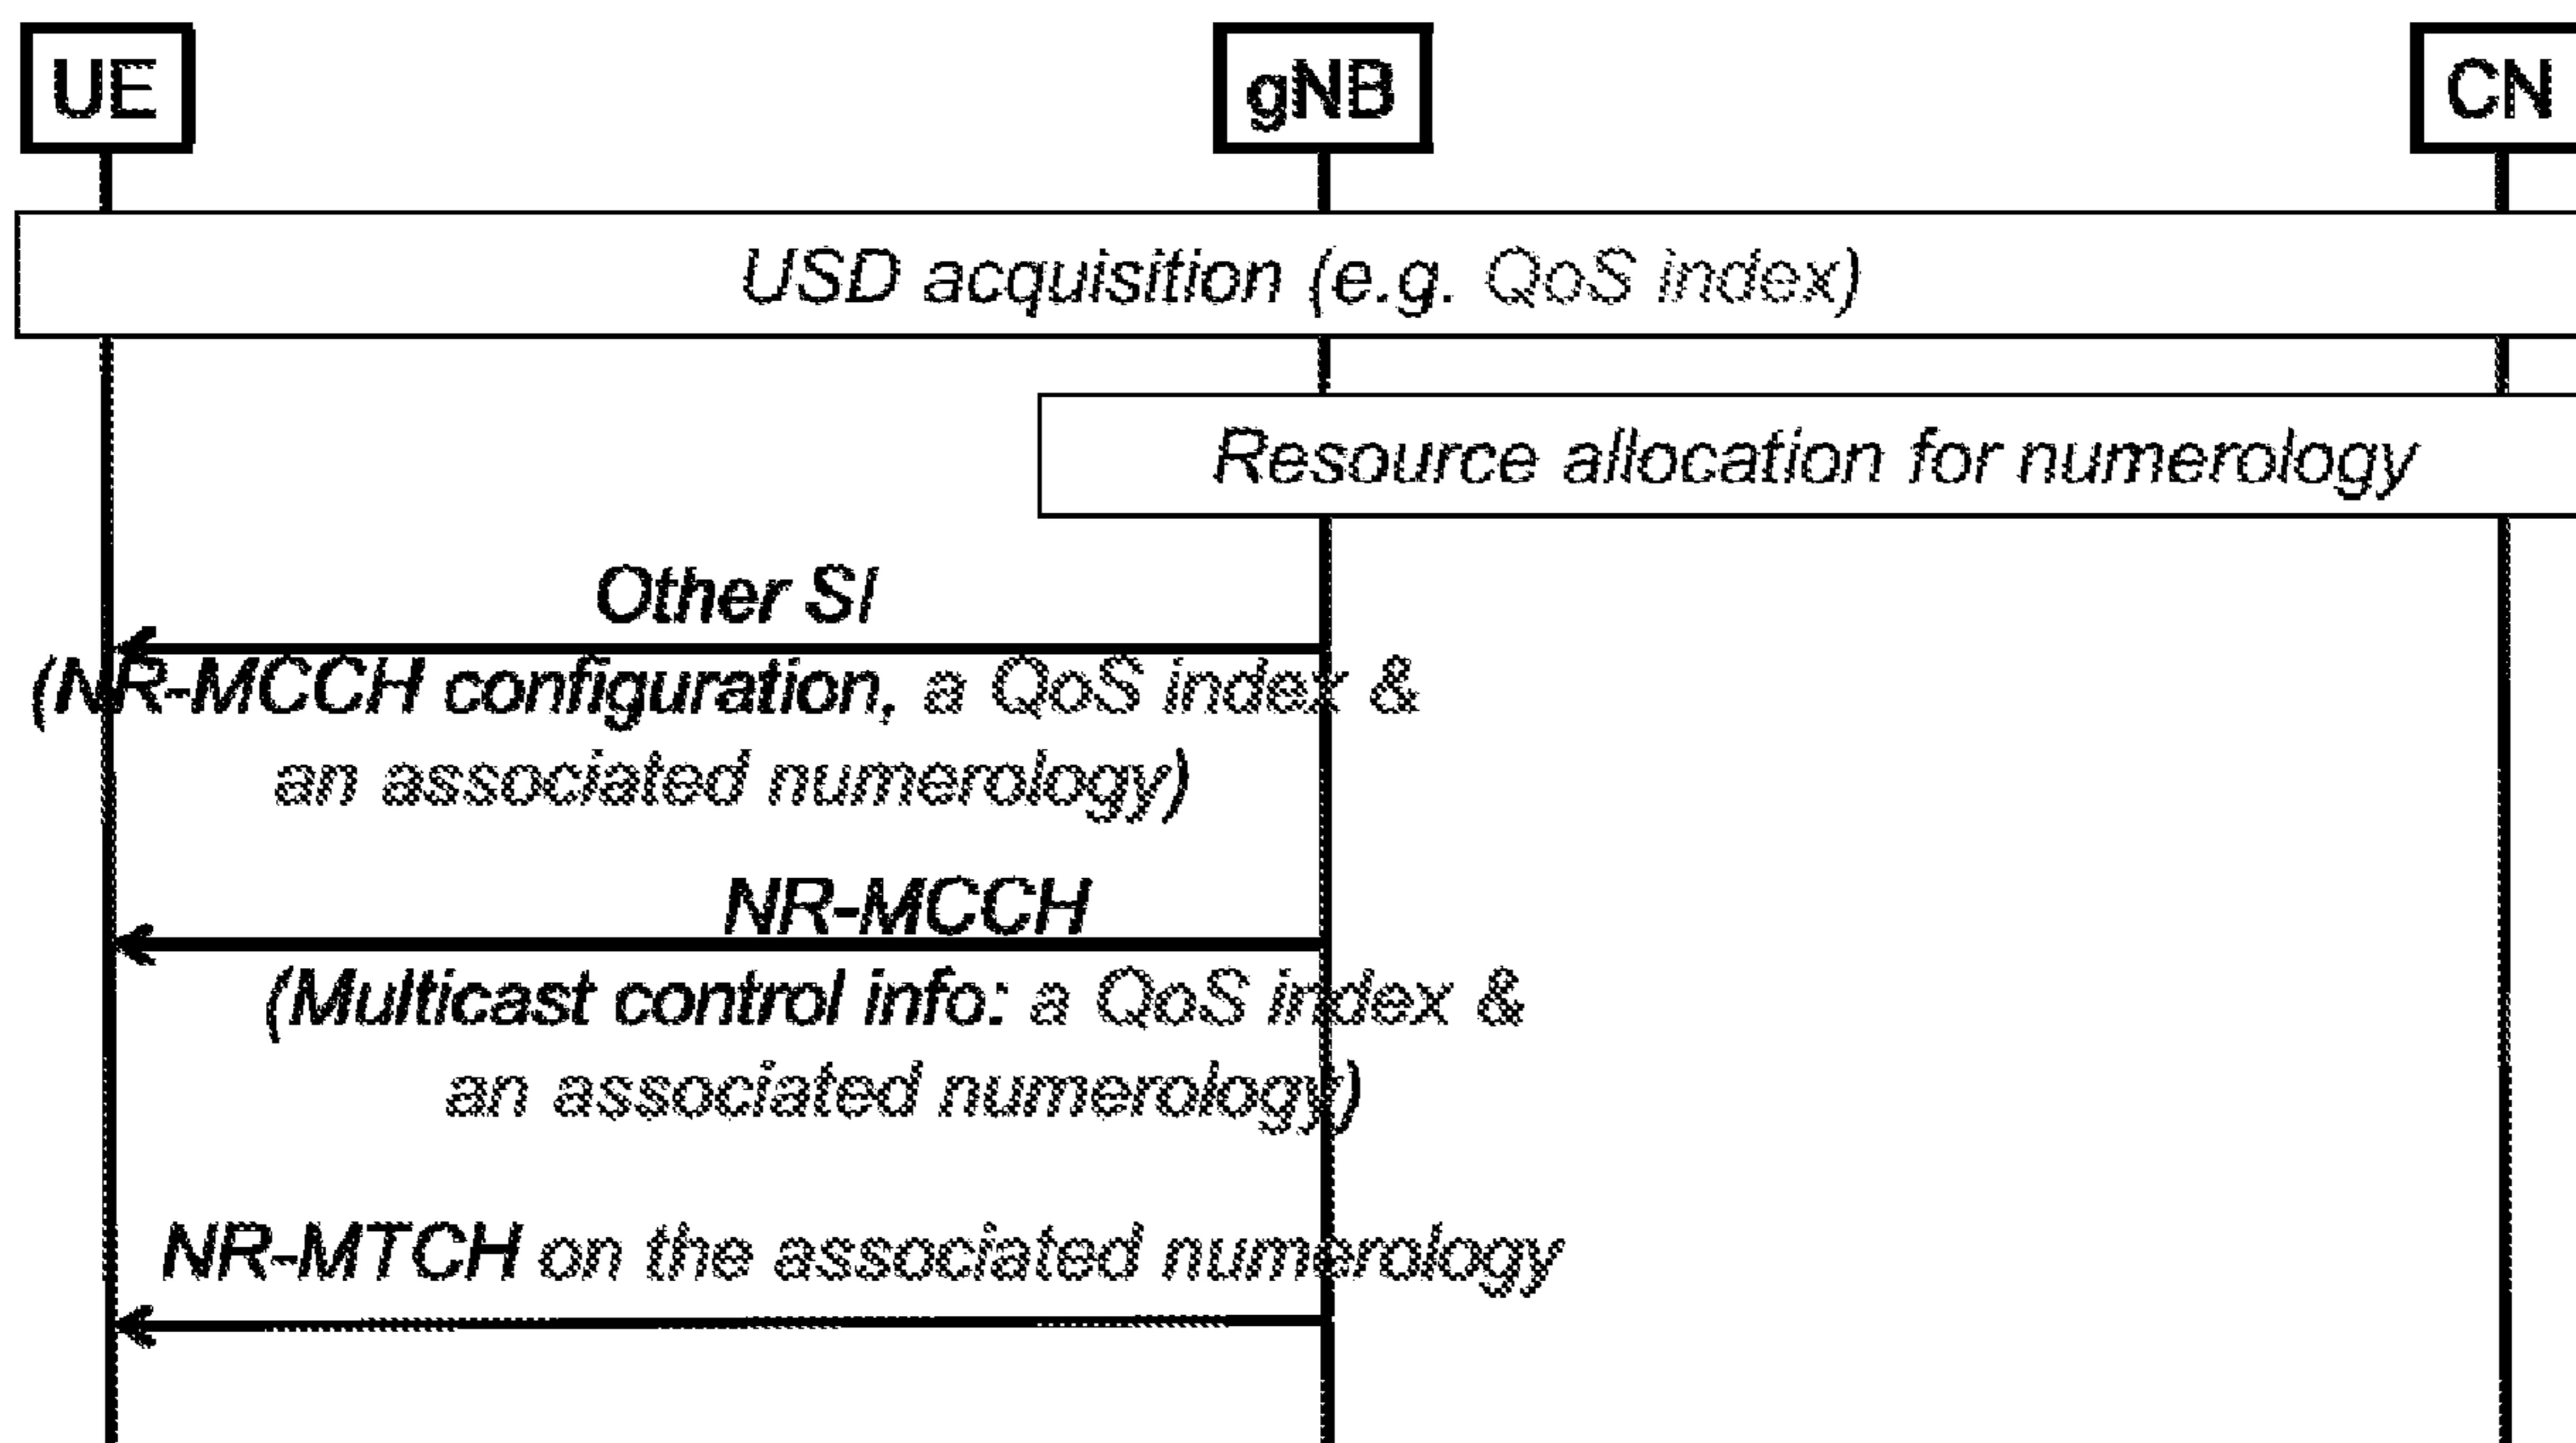 UE
gNB
CN
USD acquisition (e.g. QoS index)
Resource allocation for numerology
Other SI
(NR-MCCH configuration, a QoS index &
an associated numerology)
NR-MCCH
(Multicast control info: a QoS index &
an associated numerology)
NR-MTCH on the associated numerology